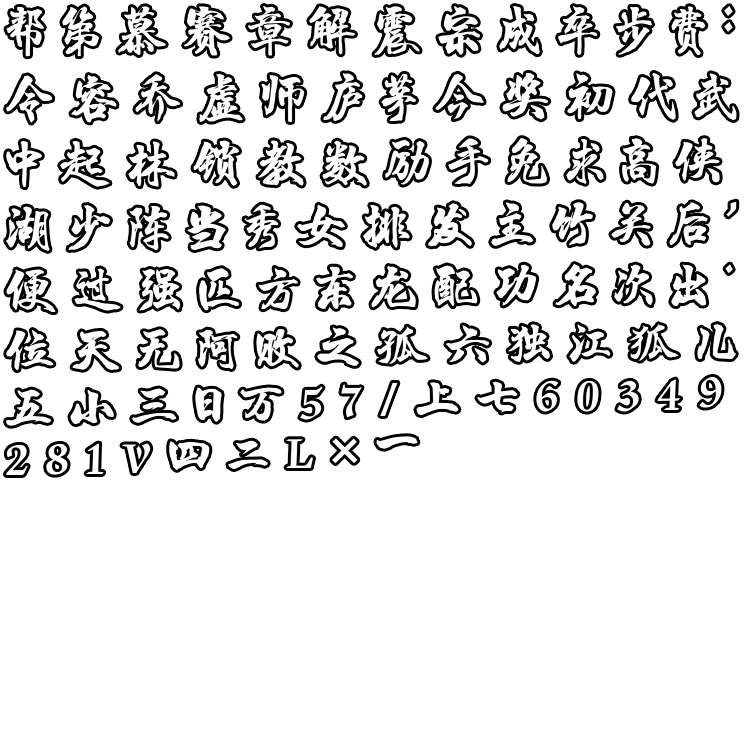 帮第慕赛章解震宗成卒步费:
令容乔虚师庐茅今奖初代武
中起林锁教数励手免求高侠
湖少阵当秀女排发主竹关后,
便过强匹方东龙配功名次出.
位天无阿败之孤六独江狐儿
五小三日万57/上七60349
281V四二L×一